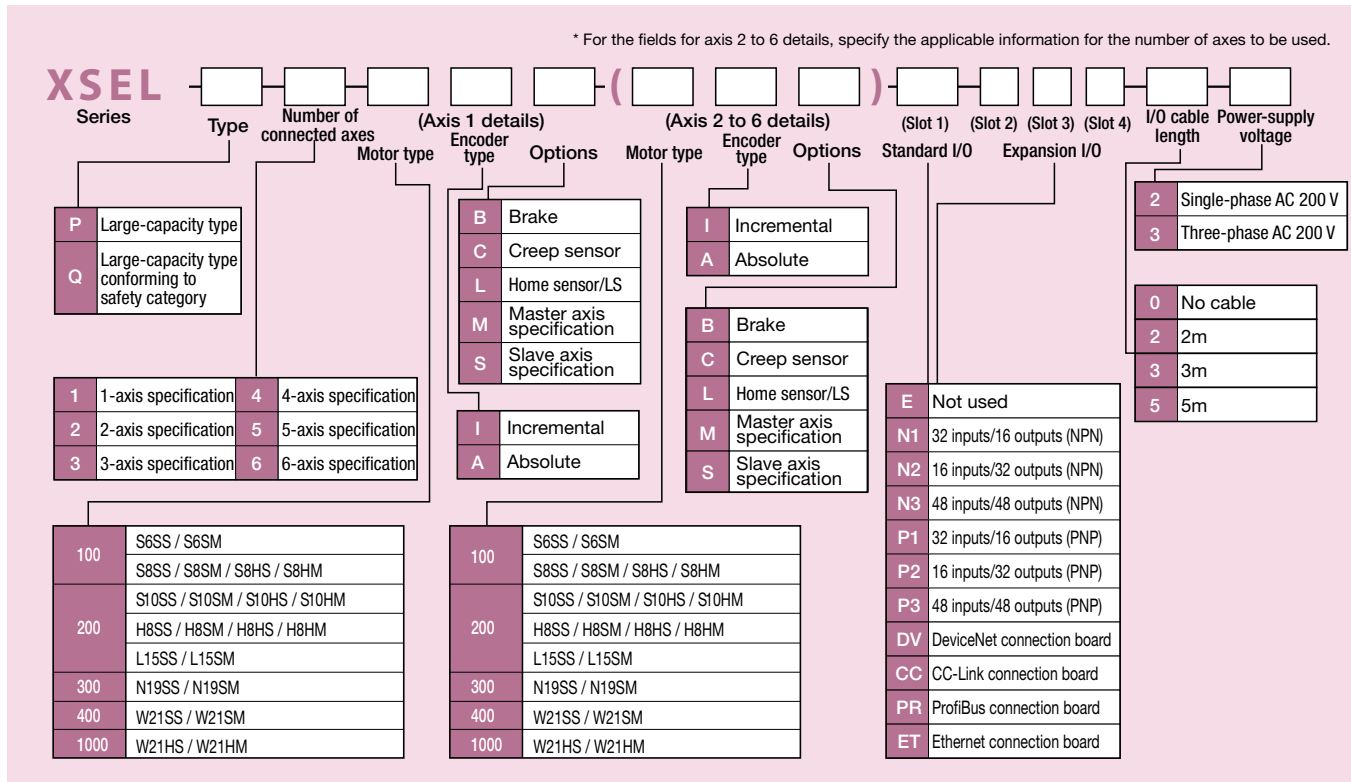 * For the fields for axis 2 to 6 details, specify the applicable information for the number of axes to be used.
XSEL - - - ( ) - - - -
Series
Type
Number of
connected axes
(Axis 1 details)
Motor type
Encoder
type
Options
(Axis 2 to 6 details)
Motor type
Encoder
type
Options
(Slot 1)
Standard I/O
(Slot 2) (Slot 3) (Slot 4)
Expansion I/O
I/O cable
length
Power-supply
voltage
P Large-capacity type
Q Large-capacity type
conforming to
safety category
1 1-axis specification 4 4-axis specification
2 2-axis specification 5 5-axis specification
3 3-axis specification 6 6-axis specification
100 S6SS / S6SM
S8SS / S8SM / S8HS / S8HM
200 S10SS / S10SM / S10HS / S10HM
H8SS / H8SM / H8HS / H8HM
L15SS / L15SM
300 N19SS / N19SM
400 W21SS / W21SM
1000 W21HS / W21HM
B Brake
C Creep sensor
L Home sensor/LS
M Master axis
specification
S Slave axis
specification
I Incremental
A Absolute
100 S6SS / S6SM
S8SS / S8SM / S8HS / S8HM
200 S10SS / S10SM / S10HS / S10HM
H8SS / H8SM / H8HS / H8HM
L15SS / L15SM
300 N19SS / N19SM
400 W21SS / W21SM
1000 W21HS / W21HM
I Incremental
A Absolute
B Brake
C Creep sensor
L Home sensor/LS
M Master axis
specification
S Slave axis
specification
E Not used
N1 32 inputs/16 outputs (NPN)
N2 16 inputs/32 outputs (NPN)
N3 48 inputs/48 outputs (NPN)
P1 32 inputs/16 outputs (PNP)
P2 16 inputs/32 outputs (PNP)
P3 48 inputs/48 outputs (PNP)
DV DeviceNet connection board
CC CC-Link connection board
PR ProfiBus connection board
ET Ethernet connection board
2 Single-phase AC 200 V
3 Three-phase AC 200 V
0 No cable
2 2m
3 3m
5 5m